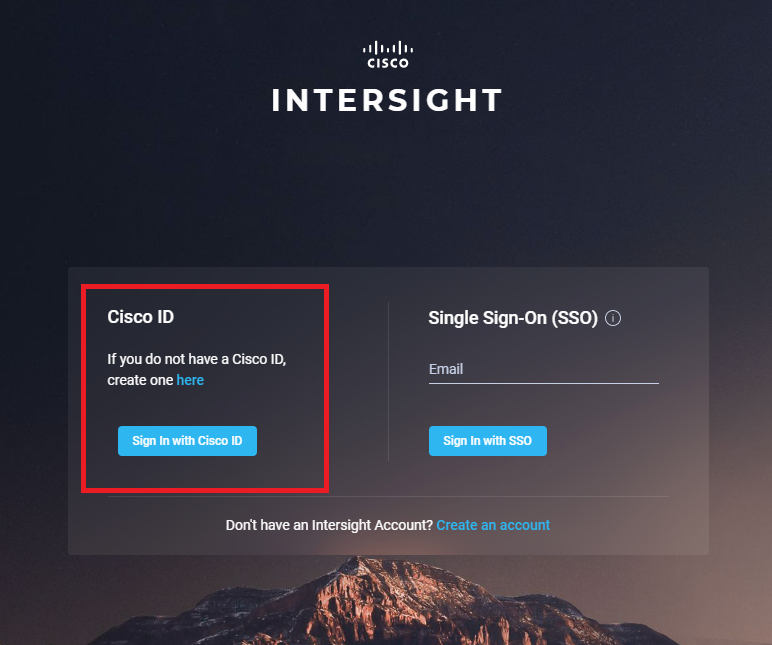 CISCO
INTERSIGHT
Cisco ID
If you do not have a Cisco ID,
create one here
Sign In with Cisco ID
Single Sign-On (SSO)
Email
Sign In with SSO
Don't have an Intersight Account? Create an account